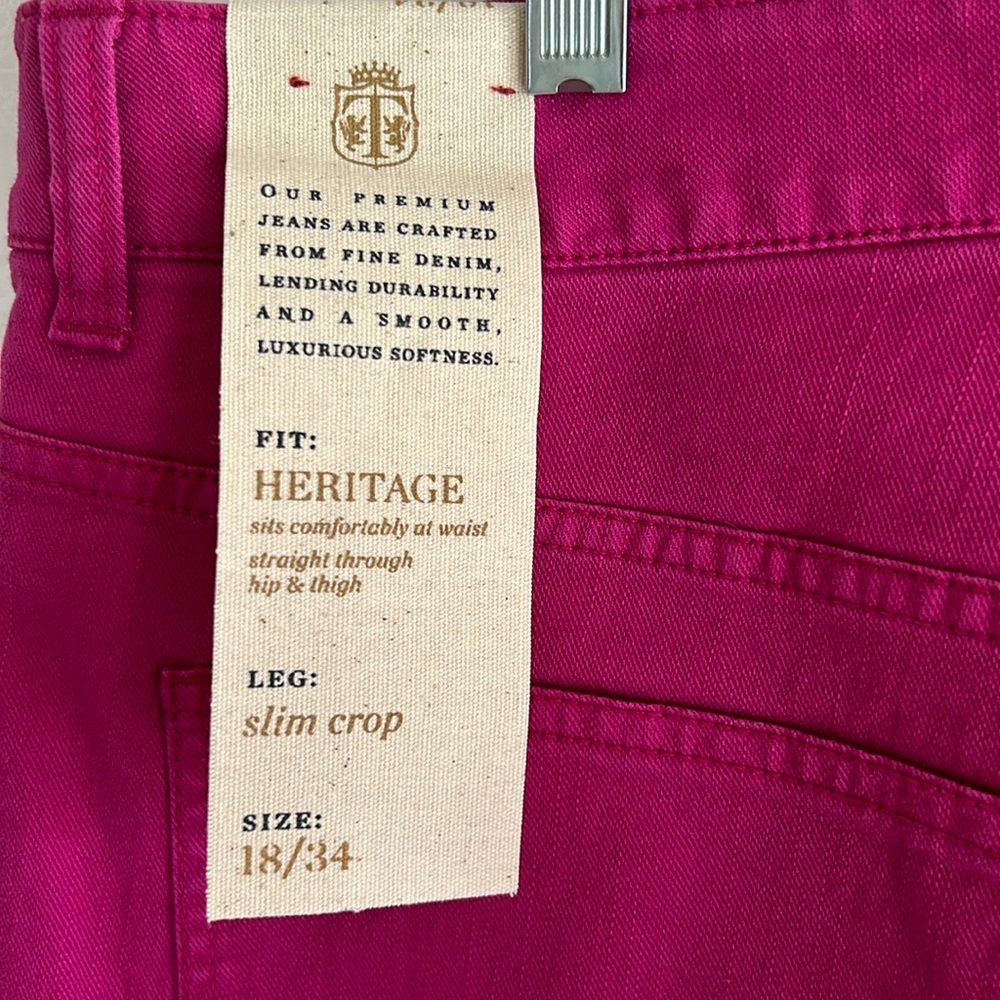 T
OUR PREMIUM
JEANS ARE CRAFTED
FROM FINE DENIM,
LENDING DURABILITY
AND A SMOOTH,
LUXURIOUS SOFTNESS.
FIT:
HERITAGE
sits comfortably at waist
straight through
hip & thigh
LEG:
slim crop
SIZE:
18/34